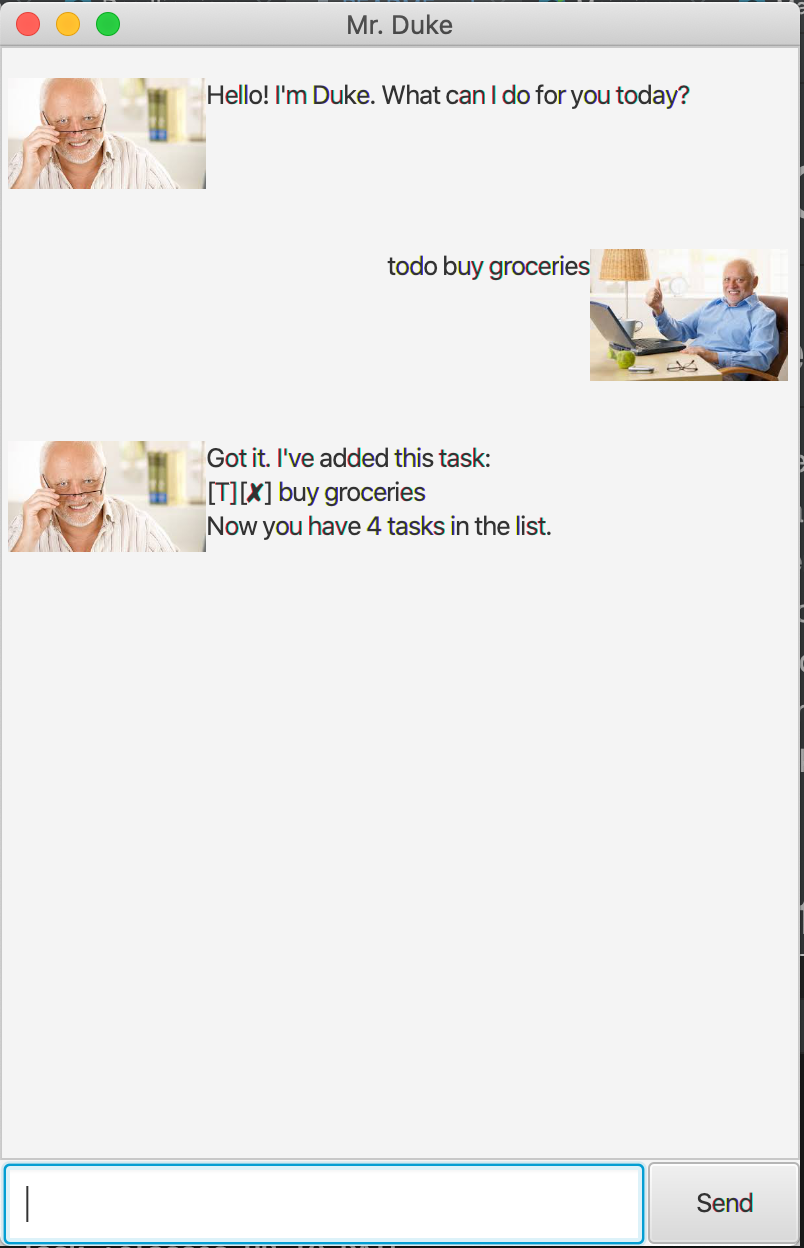 Mr. Duke
Hello! I'm Duke. What can I do for you today?
todo buy groceries
Got it. I've added this task:
[T][✘] buy groceries
Now you have 4 tasks in the list.
Send